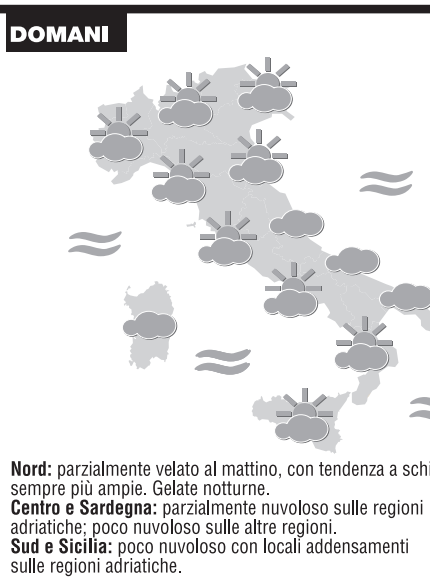 DOMANI
Nord: parzialmente velato al mattino, con tendenza a schi
sempre più ampie. Gelate notturne.
Centro e Sardegna: parzialmente nuvoloso sulle regioni
adriatiche; poco nuvoloso sulle altre regioni.
Sud e Sicilia: poco nuvoloso con locali addensamenti
sulle regioni adriatiche.